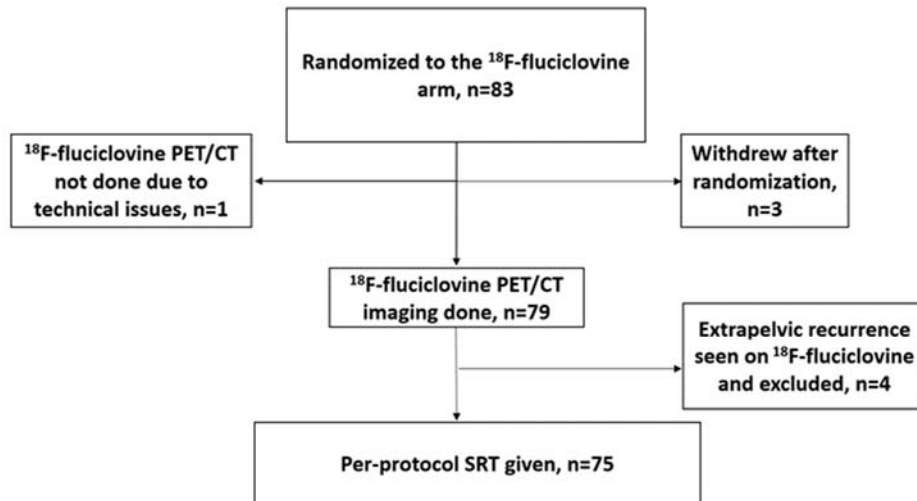 Randomized to the ¹⁸F-fluciclovine
arm, n=83
¹⁸F-fluciclovine PET/CT
not done due to
technical issues, n=1
Withdrew after
randomization,
n=3
¹⁸F-fluciclovine PET/CT
imaging done, n=79
Extrapelvic recurrence
seen on ¹⁸F-fluciclovine
and excluded, n=4
Per-protocol SRT given, n=75